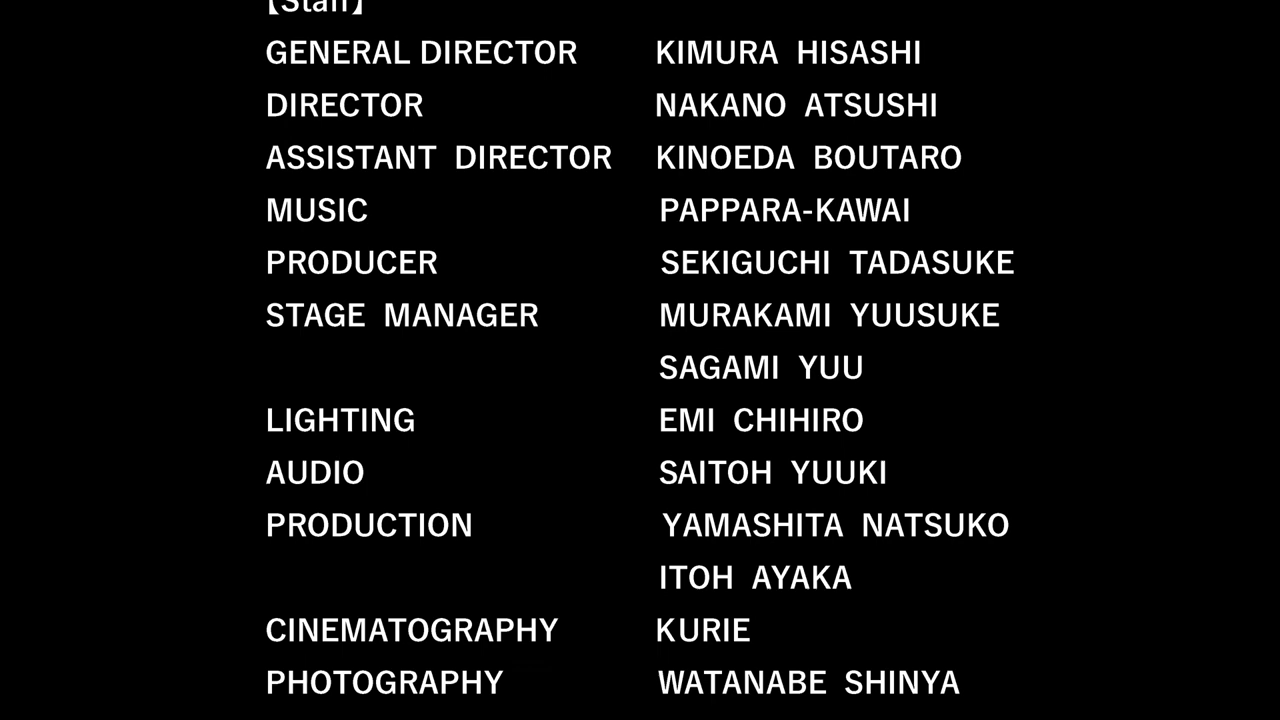 【Staff】
GENERAL DIRECTOR KIMURA HISASHI
DIRECTOR NAKANO ATSUSHI
ASSISTANT DIRECTOR KINOEDA BOUTARO
MUSIC PAPPARA-KAWAI
PRODUCER SEKIGUCHI TADASUKE
STAGE MANAGER MURAKAMI YUUSUKE
SAGAMI YUU
LIGHTING EMI CHIHIRO
AUDIO SAITOH YUUKI
PRODUCTION YAMASHITA NATSUKO
ITOH AYAKA
CINEMATOGRAPHY KURIE
PHOTOGRAPHY WATANABE SHINYA